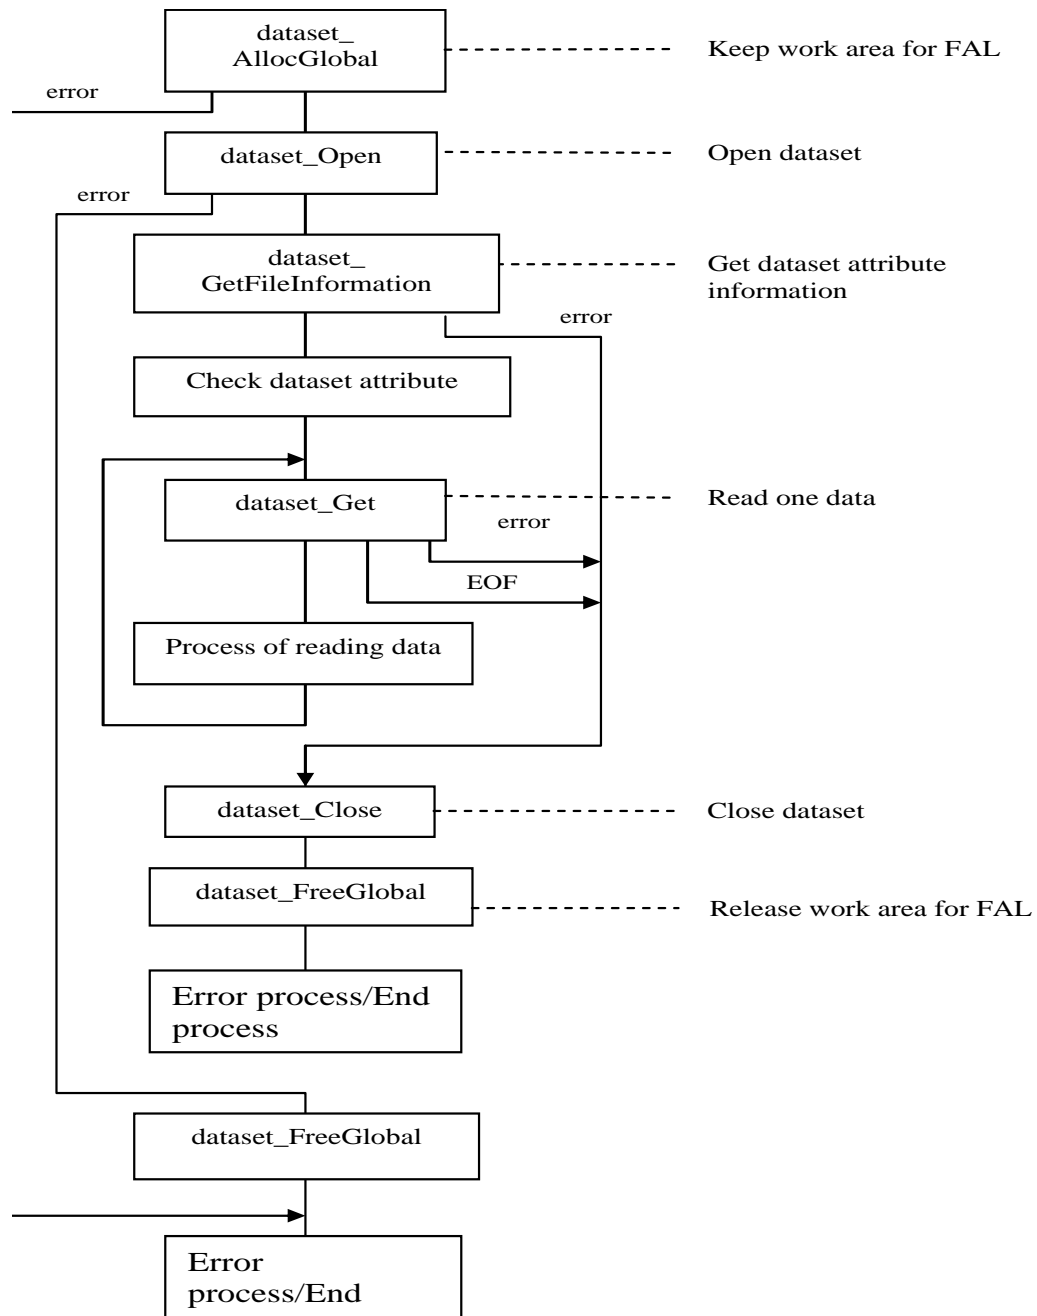 dataset_
AllocGlobal
Keep work area for FAL
error
dataset_Open
Open dataset
error
dataset_
GetFileInformation
Get dataset attribute
information
error
Check dataset attribute
dataset_Get
Read one data
error
EOF
Process of reading data
dataset_Close
Close dataset
dataset_FreeGlobal
Release work area for FAL
Error process/End
process
dataset_FreeGlobal
Error
process/End